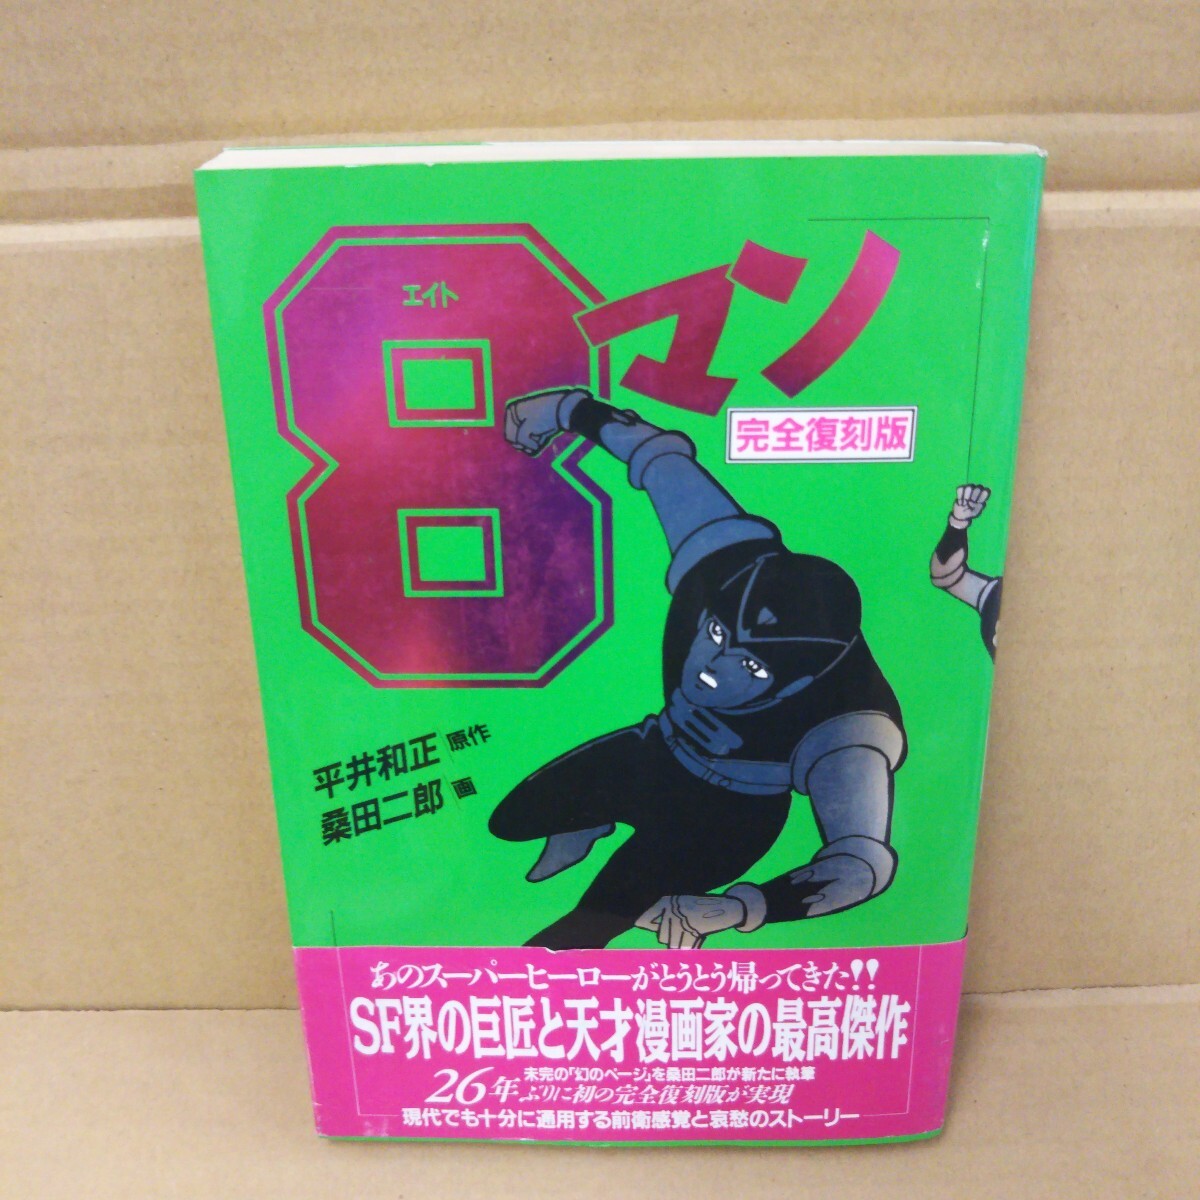 エイト
8マン
完全復刻版
平井和正 原作
桑田二郎 画
あのスーパーヒーローがとうとう帰ってきた!!
SF界の巨匠と天才漫画家の最高傑作
未完の「幻のページ」を桑田二郎が新たに執筆
26年ぶりに初の完全復刻版が実現
現代でも十分に通用する前衛感覚と哀愁のストーリー